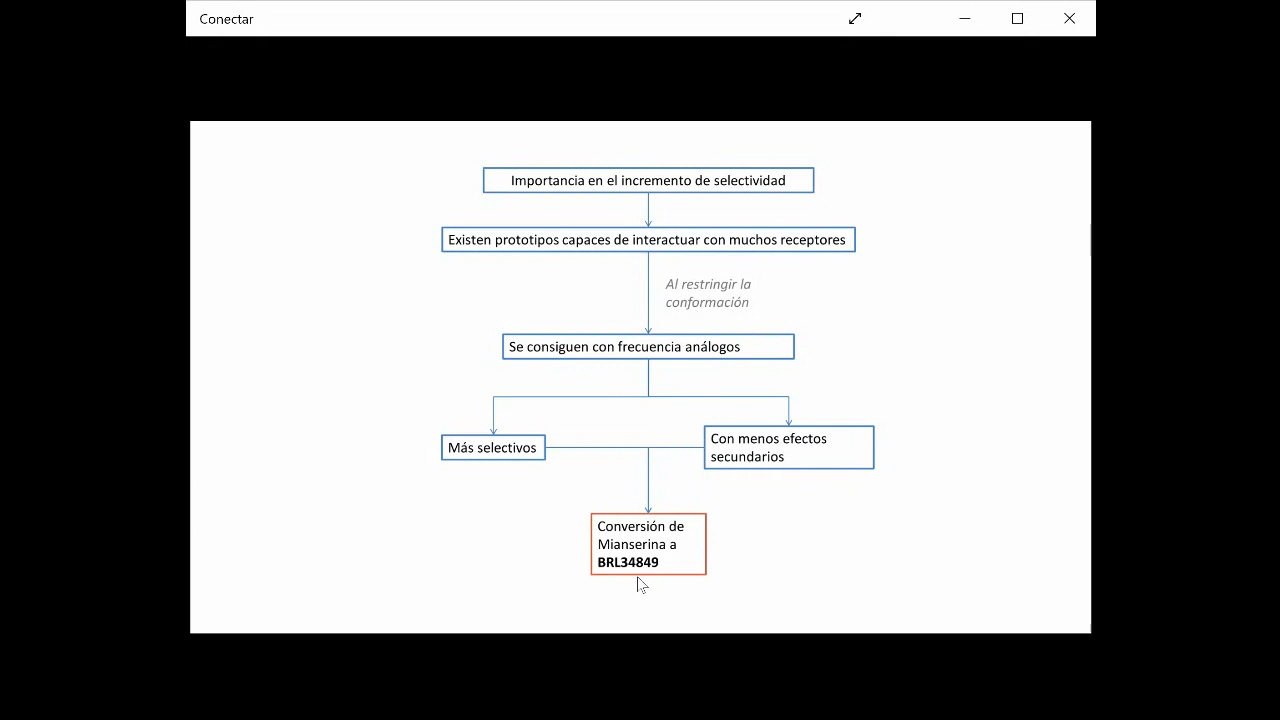 Conectar
Importancia en el incremento de selectividad
Existen prototipos capaces de interactuar con muchos receptores
Al restringir la
conformación
Se consiguen con frecuencia análogos
Más selectivos
Con menos efectos
secundarios
Conversión de
Mianserina a
BRL34849